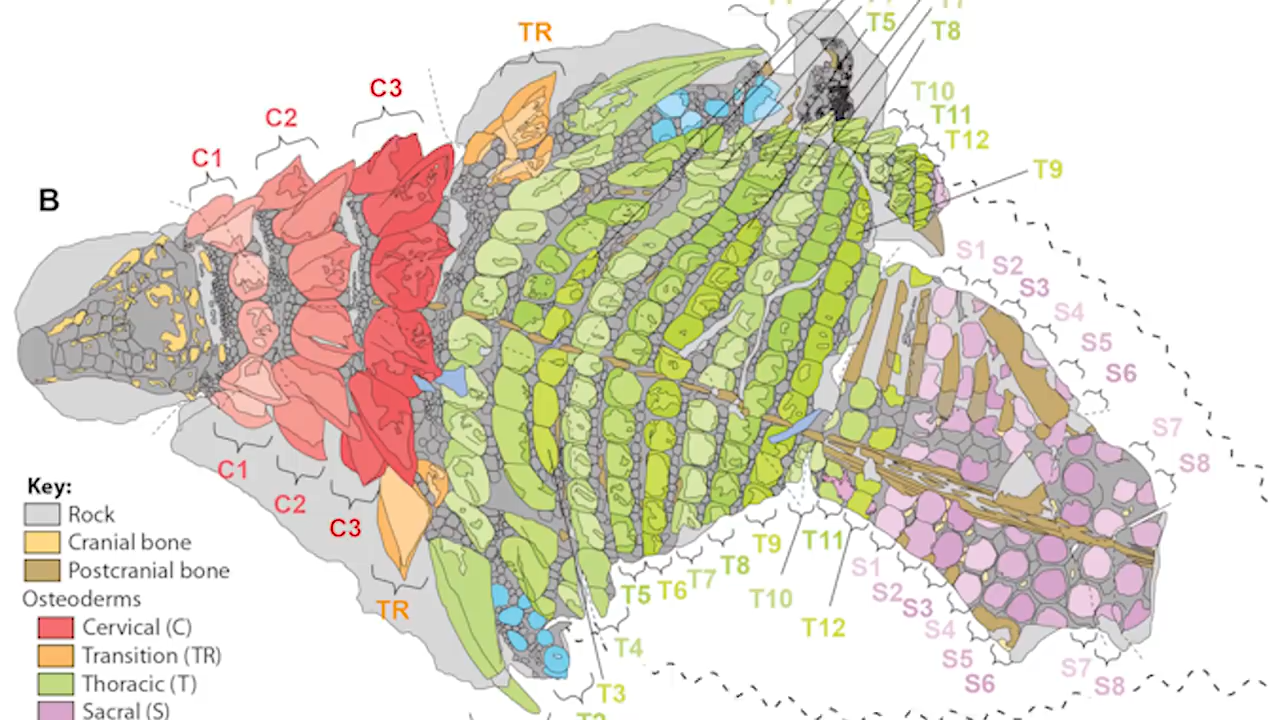 T5
T8
TR
C3
T10
T11
C2
T12
C1
T9
B
S1
S2
S3
S4
S5
S6
S7
S8
C1
C2
C3
Key:
Rock
Cranial bone
Postcranial bone
Osteoderms
Cervical (C)
Transition (TR)
Thoracic (T)
Sacral (S)
TR
T9
T11
T8
T7
T5 T6
T10
T12
T4
T3
S1
S2
S3
S4
S5
S6
S7
S8